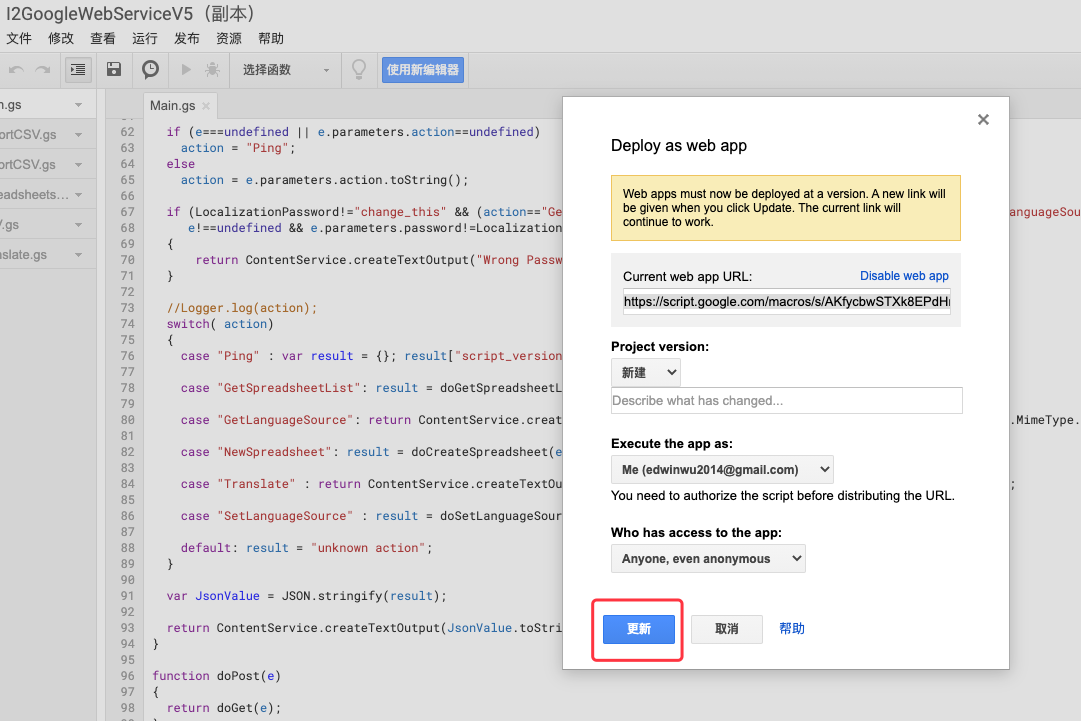 I2GoogleWebServiceV5（副本）
文件 修改 查看 运行 发布 资源 帮助
选择函数
使用新编辑器
n.gs
ortCSV.gs
ortCSV.gs
eadsheets...
/.gs
nslate.gs
Main.gs ×
62 if (e===undefined || e.parameters.action==undefined)
63 action = "Ping";
64 else
65 action = e.parameters.action.toString();
66
67 if (LocalizationPassword!="change_this" && (action=="Ge
anguageSou
68 e!==undefined && e.parameters.password!=Localization
69 {
70 return ContentService.createTextOutput("Wrong Passw
71 }
72
73 //Logger.log(action);
74 switch( action)
75 {
76 case "Ping" : var result = {}; result["script_version
77
78 case "GetSpreadsheetList": result = doGetSpreadsheetL
79
80 case "GetLanguageSource": return ContentService.creat
.MimeType.
81
82 case "NewSpreadsheet": result = doCreateSpreadsheet(e
83
84 case "Translate" : return ContentService.createTextOu
;
85
86 case "SetLanguageSource" : result = doSetLanguageSour
87
88 default: result = "unknown action";
89 }
90
91 var JsonValue = JSON.stringify(result);
92
93 return ContentService.createTextOutput(JsonValue.toStri
94 }
95
96 function doPost(e)
97 {
98 return doGet(e);
Deploy as web app
Web apps must now be deployed at a version. A new link will
be given when you click Update. The current link will
continue to work.
Current web app URL: Disable web app
https://script.google.com/macros/s/AKfycbwSTXk8EPdH
Project version:
新建
Describe what has changed...
Execute the app as:
Me (edwinwu2014@gmail.com)
You need to authorize the script before distributing the URL.
Who has access to the app:
Anyone, even anonymous
更新 取消 帮助